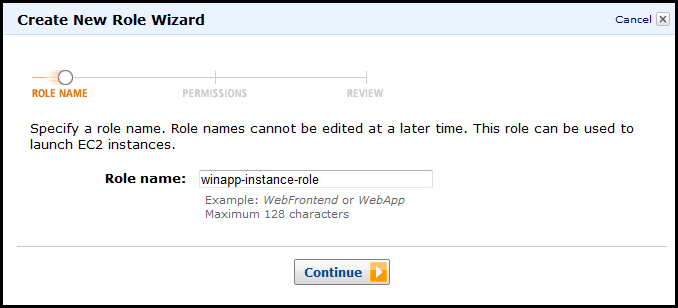 Create New Role Wizard
Cancel
ROLE NAME
PERMISSIONS
REVIEW
Specify a role name. Role names cannot be edited at a later time. This role can be used to
launch EC2 instances.
Role name: winapp-instance-role
Example: WebFrontend or WebApp
Maximum 128 characters
Continue